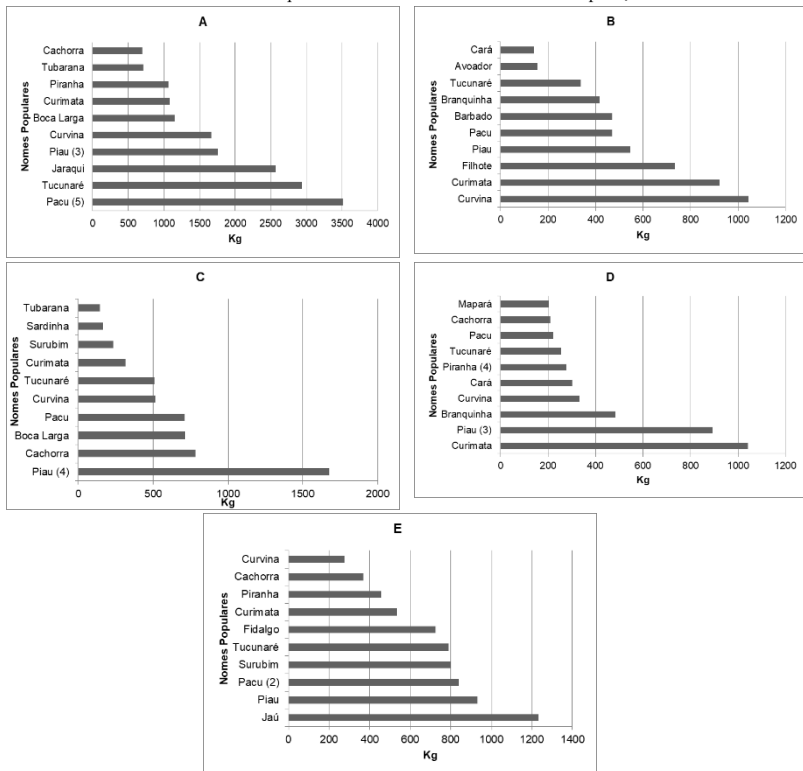 A
Nomes Populares
Cachorra
Tubarana
Piranha
Curimata
Boca Larga
Curvina
Piau (3)
Jaraqui
Tucunaré
Pacu (5)
0 500 1000 1500 2000 2500 3000 3500 4000
Kg
B
Nomes Populares
Cará
Avoador
Tucunaré
Branquinha
Barbado
Pacu
Piau
Filhote
Curimata
Curvina
0 200 400 600 800 1000 1200
Kg
C
Nomes Populares
Tubarana
Sardinha
Surubim
Curimata
Tucunaré
Curvina
Pacu
Boca Larga
Cachorra
Piau (4)
0 500 1000 1500 2000
Kg
D
Nomes Populares
Mapará
Cachorra
Pacu
Tucunaré
Piranha (4)
Cará
Curvina
Branquinha
Piau (3)
Curimata
0 200 400 600 800 1000 1200
Kg
E
Nomes Populares
Curvina
Cachorra
Piranha
Curimata
Fidalgo
Tucunaré
Surubim
Pacu (2)
Piau
Jaú
0 200 400 600 800 1000 1200 1400
Kg